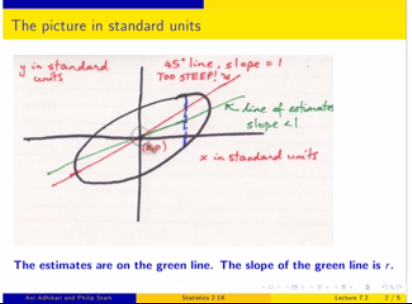 The picture in standard units
y in standard
units
45° line, slope = 1
TOO STEEP!
line of estimates
slope < 1
(0,0)
x in standard units
The estimates are on the green line. The slope of the green line is r.
Ani Adhikari and Philip Stark
Statistics 2.1X
Lecture 7.2
2 / 5